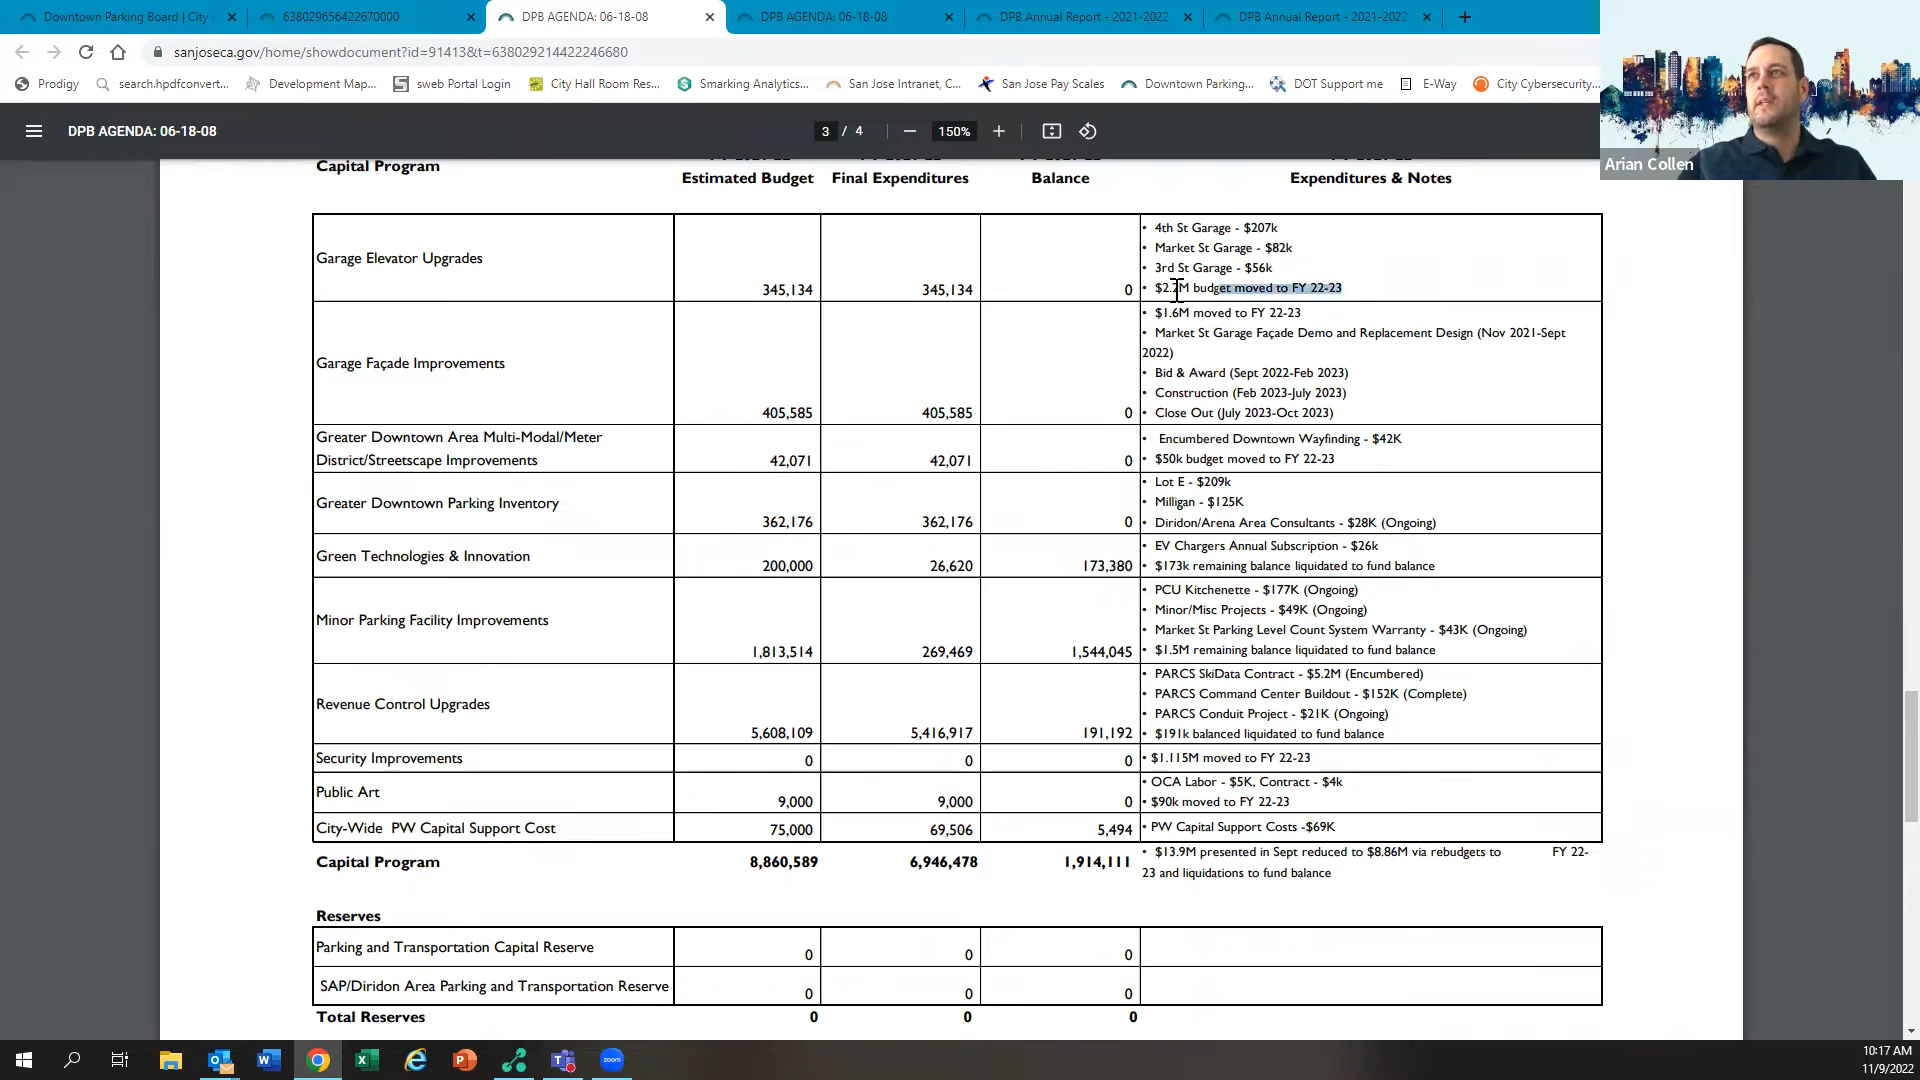 Downtown Parking Board | City
638029656422670000
DPB AGENDA: 06-18-08
DPB AGENDA: 06-18-08
DPB Annual Report - 2021-2022
DPB Annual Report - 2021-2022
sanjoseca.gov/home/showdocument?id=91413&t=638029214422246680
Prodigy
search.hpdfconvert...
Development Map...
sweb Portal Login
City Hall Room Res...
Smarking Analytics...
San Jose Intranet, C...
San Jose Pay Scales
Downtown Parking...
DOT Support me
E-Way
City Cybersecurity...
DPB AGENDA: 06-18-08
3 / 4
150%
Arian Collen
Capital Program
Estimated Budget
Final Expenditures
Balance
Expenditures & Notes
Garage Elevator Upgrades
345,134
345,134
0
• 4th St Garage - $207k
• Market St Garage - $82k
• 3rd St Garage - $56k
• $2.2M budget moved to FY 22-23
Garage Façade Improvements
405,585
405,585
0
• $1.6M moved to FY 22-23
• Market St Garage Façade Demo and Replacement Design (Nov 2021-Sept
2022)
• Bid & Award (Sept 2022-Feb 2023)
• Construction (Feb 2023-July 2023)
• Close Out (July 2023-Oct 2023)
Greater Downtown Area Multi-Modal/Meter
District/Streetscape Improvements
42,071
42,071
0
• Encumbered Downtown Wayfinding - $42K
• $50k budget moved to FY 22-23
Greater Downtown Parking Inventory
362,176
362,176
0
• Lot E - $209k
• Milligan - $125K
• Diridon/Arena Area Consultants - $28K (Ongoing)
Green Technologies & Innovation
200,000
26,620
173,380
• EV Chargers Annual Subscription - $26k
• $173k remaining balance liquidated to fund balance
Minor Parking Facility Improvements
1,813,514
269,469
1,544,045
• PCU Kitchenette - $177K (Ongoing)
• Minor/Misc Projects - $49K (Ongoing)
• Market St Parking Level Count System Warranty - $43K (Ongoing)
• $1.5M remaining balance liquidated to fund balance
Revenue Control Upgrades
5,608,109
5,416,917
191,192
• PARCS SkiData Contract - $5.2M (Encumbered)
• PARCS Command Center Buildout - $152K (Complete)
• PARCS Conduit Project - $21K (Ongoing)
• $191k balanced liquidated to fund balance
Security Improvements
0
0
0
• $1.115M moved to FY 22-23
Public Art
9,000
9,000
0
• OCA Labor - $5K, Contract - $4k
• $90k moved to FY 22-23
City-Wide PW Capital Support Cost
75,000
69,506
5,494
• PW Capital Support Costs -$69K
Capital Program
8,860,589
6,946,478
1,914,111
• $13.9M presented in Sept reduced to $8.86M via rebudgets to FY 22-
23 and liquidations to fund balance
Reserves
Parking and Transportation Capital Reserve
0
0
0
SAP/Diridon Area Parking and Transportation Reserve
0
0
0
Total Reserves
0
0
0
zoom
10:17 AM
11/9/2022